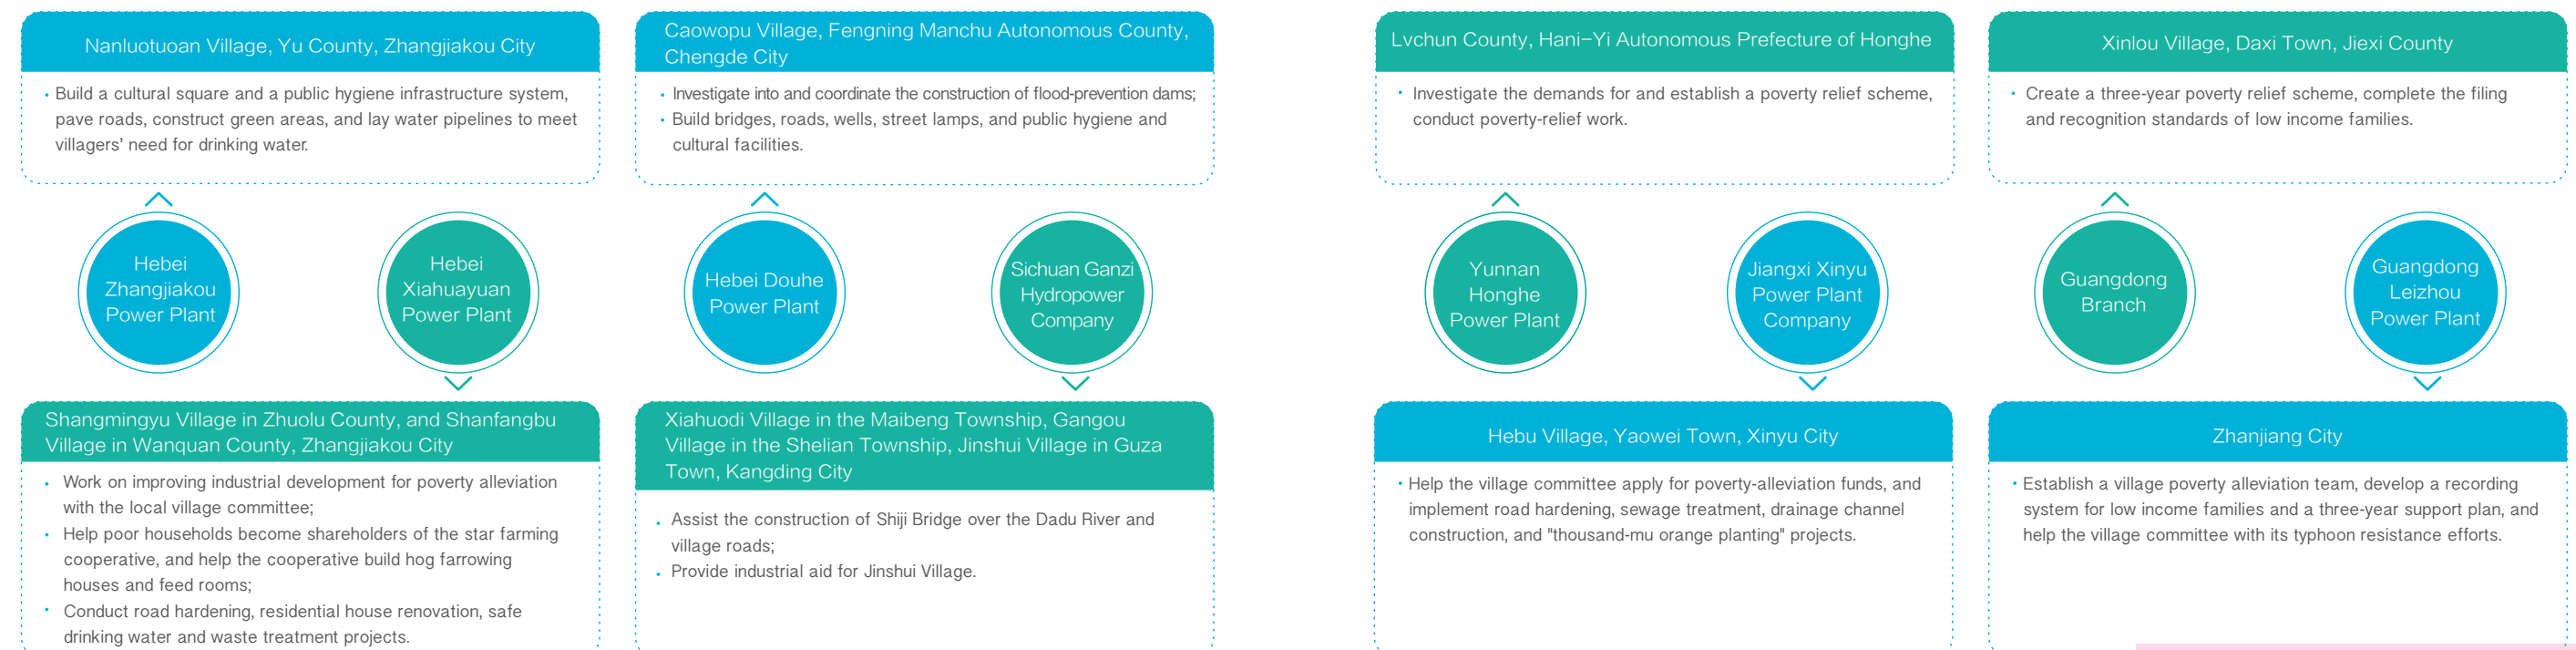 Nanluotuoan Village, Yu County, Zhangjiakou City
• Build a cultural square and a public hygiene infrastructure system,
pave roads, construct green areas, and lay water pipelines to meet
villagers' need for drinking water.
Caowopu Village, Fengning Manchu Autonomous County,
Chengde City
• Investigate into and coordinate the construction of flood-prevention dams;
• Build bridges, roads, wells, street lamps, and public hygiene and
cultural facilities.
Lvchun County, Hani-Yi Autonomous Prefecture of Honghe
• Investigate the demands for and establish a poverty relief scheme,
conduct poverty-relief work.
Xinlou Village, Daxi Town, Jiexi County
• Create a three-year poverty relief scheme, complete the filing
and recognition standards of low income families.
Hebei
Zhangjiakou
Power Plant
Hebei
Xiahuayuan
Power Plant
Hebei Douhe
Power Plant
Sichuan Ganzi
Hydropower
Company
Yunnan
Honghe
Power Plant
Jiangxi Xinyu
Power Plant
Company
Guangdong
Branch
Guangdong
Leizhou
Power Plant
Shangmingyu Village in Zhuolu County, and Shanfangbu
Village in Wanquan County, Zhangjiakou City
• Work on improving industrial development for poverty alleviation
with the local village committee;
• Help poor households become shareholders of the star farming
cooperative, and help the cooperative build hog farrowing
houses and feed rooms;
• Conduct road hardening, residential house renovation, safe
drinking water and waste treatment projects.
Xiahuodi Village in the Maibeng Township, Gangou
Village in the Shelian Township, Jinshui Village in Guza
Town, Kangding City
• Assist the construction of Shiji Bridge over the Dadu River and
village roads;
• Provide industrial aid for Jinshui Village.
Hebu Village, Yaowei Town, Xinyu City
• Help the village committee apply for poverty-alleviation funds, and
implement road hardening, sewage treatment, drainage channel
construction, and "thousand-mu orange planting" projects.
Zhanjiang City
• Establish a village poverty alleviation team, develop a recording
system for low income families and a three-year support plan, and
help the village committee with its typhoon resistance efforts.